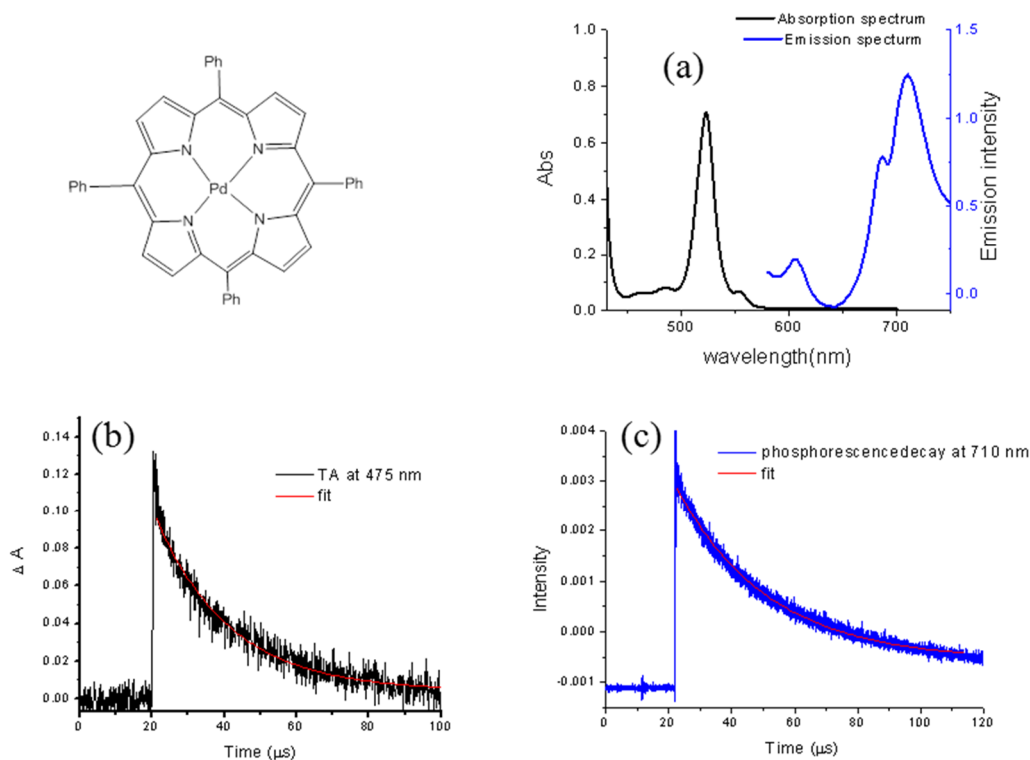 Ph
N
N
Ph
Pd
Ph
N
N
Ph
Absorption spectrum
Emission specturm
(a)
1.0
0.8
0.6
0.4
0.2
0.0
Abs
1.5
1.0
0.5
0.0
Emission intensity
500
600
700
wavelength(nm)
(b)
TA at 475 nm
fit
0.14
0.12
0.10
0.08
0.06
0.04
0.02
0.00
Δ A
0
20
40
60
80
100
Time (μs)
(c)
phosphorescencedecay at 710 nm
fit
0.004
0.003
0.002
0.001
0.000
-0.001
Intensity
0
20
40
60
80
100
120
Time (μs)